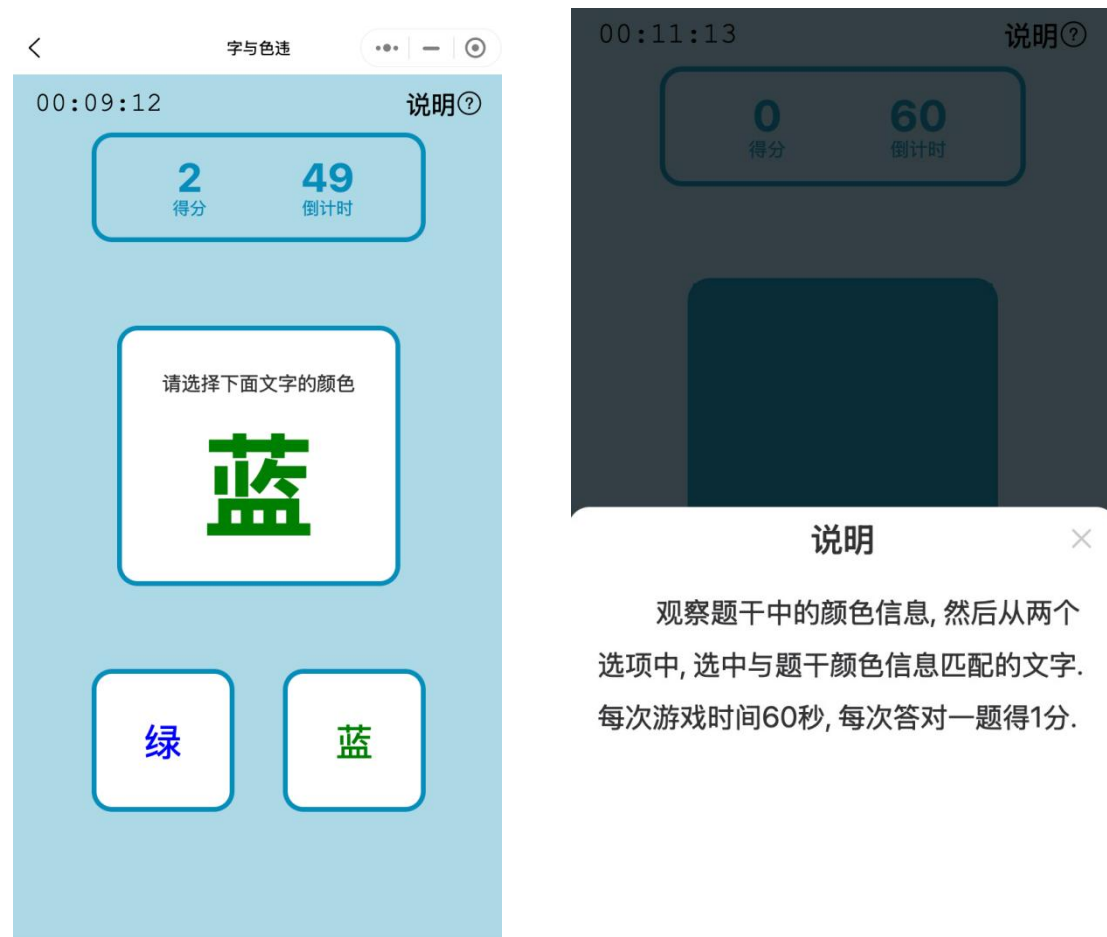 字与色违
00:09:12
说明?
2 49
得分 倒计时
请选择下面文字的颜色
蓝
绿 蓝
00:11:13
说明?
0 60
得分 倒计时
说明
观察题干中的颜色信息, 然后从两个
选项中, 选中与题干颜色信息匹配的文字.
每次游戏时间60秒, 每次答对一题得1分.